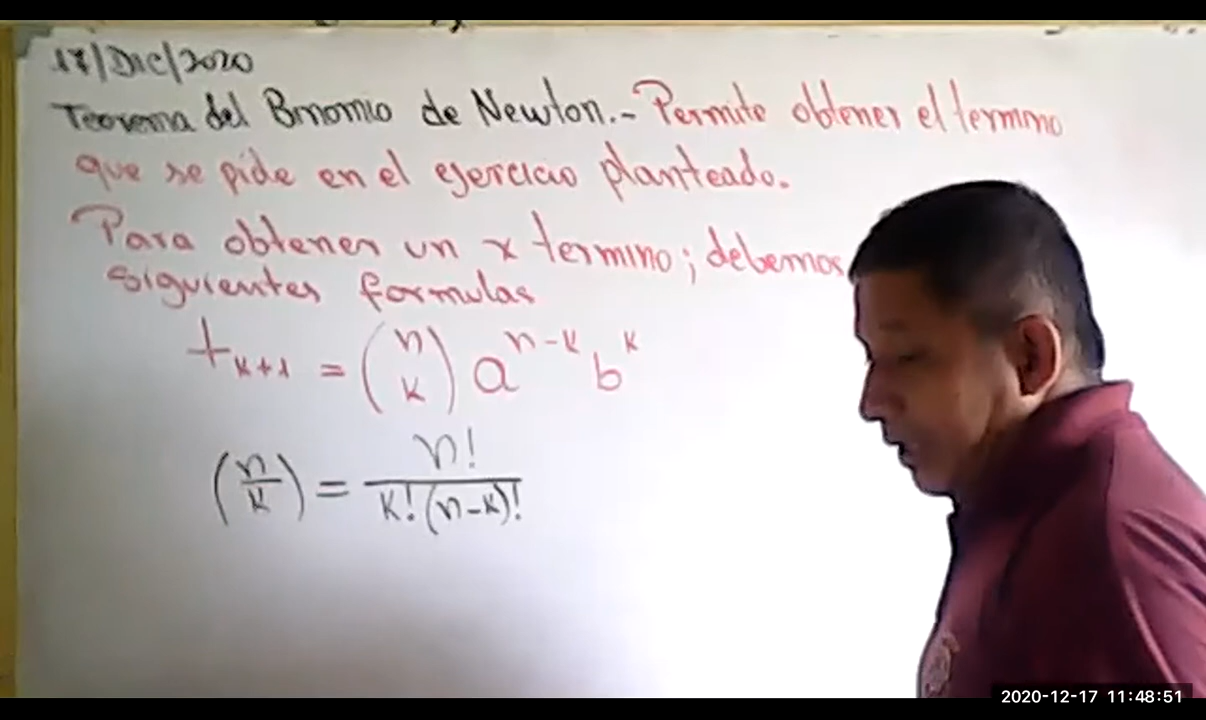 17/Dic/2020
Teorema del Binomio de Newton.- Permite obtener el termino
que se pide en el ejercicio planteado.
Para obtener un x termino; debemos
siguientes formulas
t_{k+1} = (n k) a^{n-k} b^k
(n/k) = n! / k!(n-k)!
2020-12-17 11:48:51